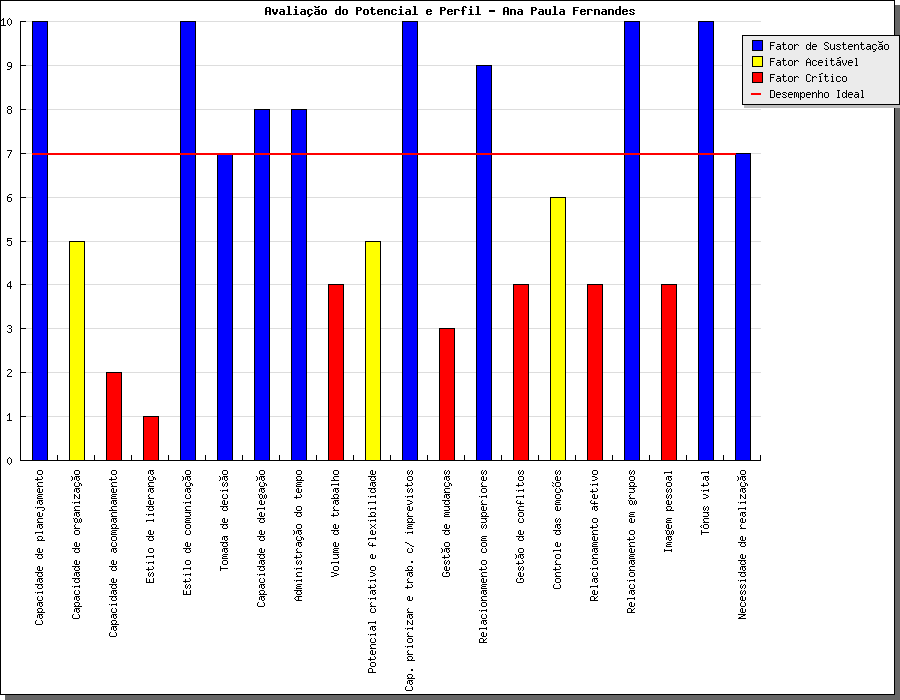 Avaliação do Potencial e Perfil - Ana Paula Fernandes
Fator de Sustentação
Fator Aceitável
Fator Crítico
Desempenho Ideal
10
9
8
7
6
5
4
3
2
1
0
Capacidade de planejamento
Capacidade de organização
Capacidade de acompanhamento
Estilo de liderança
Estilo de comunicação
Tomada de decisão
Capacidade de delegação
Administração do tempo
Volume de trabalho
Potencial criativo e flexibilidade
Cap. priorizar e trab. c/ imprevistos
Gestão de mudanças
Relacionamento com superiores
Gestão de conflitos
Controle das emoções
Relacionamento afetivo
Relacionamento em grupos
Imagem pessoal
Tônus vital
Necessidade de realização